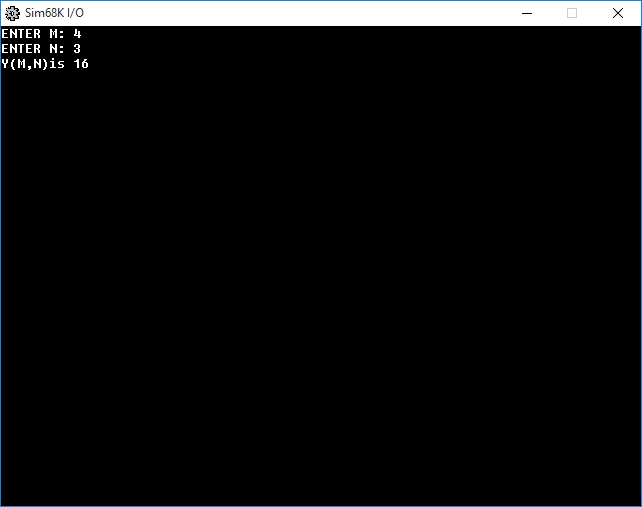 Sim68K I/O
ENTER M: 4
ENTER N: 3
Y(M,N)is 16